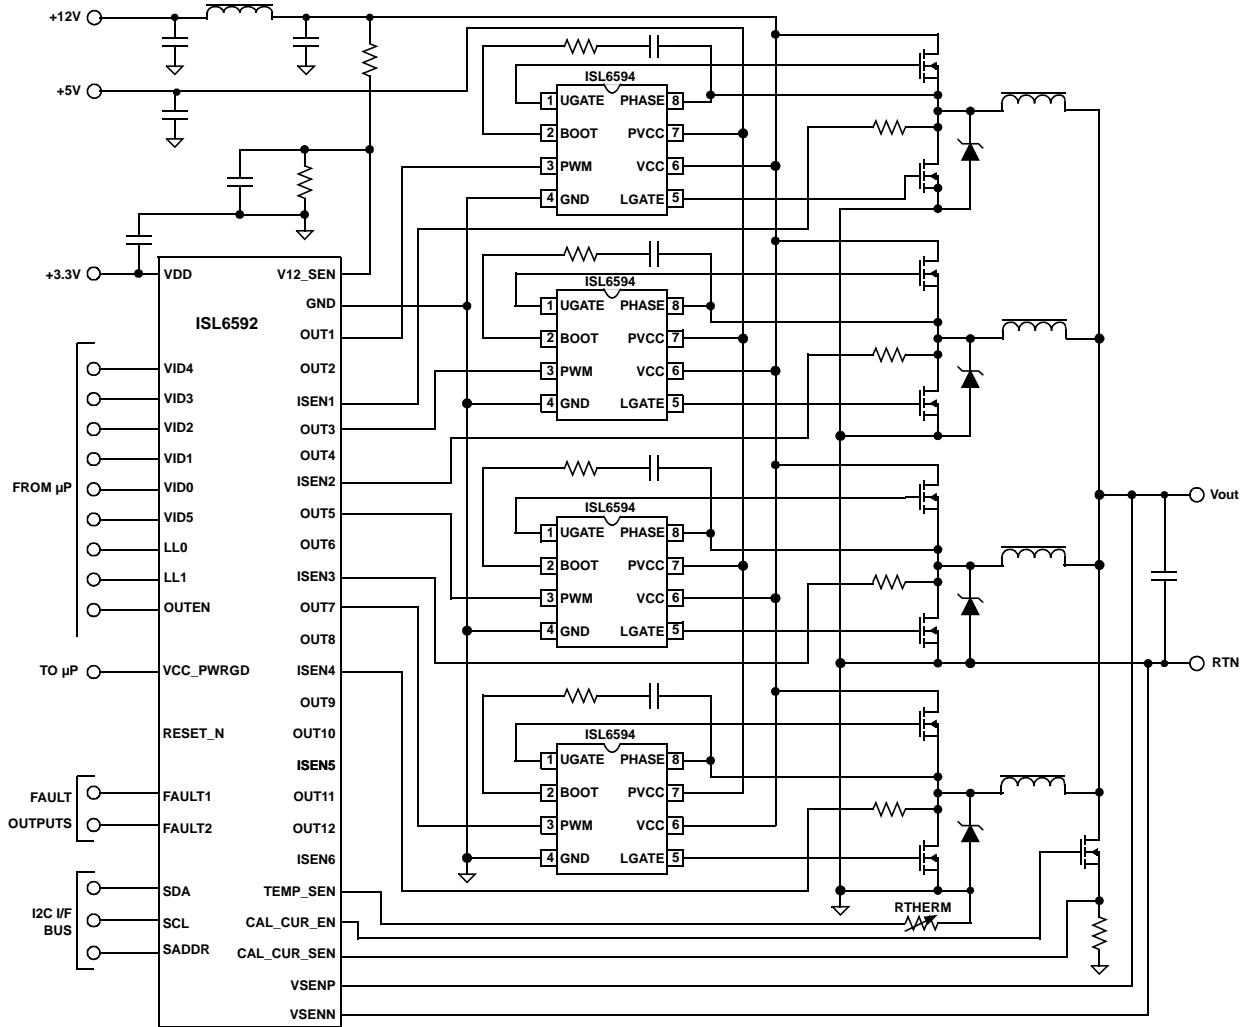 +12V
+5V
+3.3V
ISL6592
VDD
VID4
VID3
VID2
VID1
VID0
VID5
LL0
LL1
OUTEN
VCC_PWRGD
RESET_N
FAULT1
FAULT2
SDA
SCL
SADDR
FROM µP
TO µP
FAULT
OUTPUTS
I2C I/F
BUS
V12_SEN
GND
OUT1
OUT2
ISEN1
OUT3
OUT4
ISEN2
OUT5
OUT6
ISEN3
OUT7
OUT8
ISEN4
OUT9
OUT10
ISEN5
OUT11
OUT12
ISEN6
TEMP_SEN
CAL_CUR_EN
CAL_CUR_SEN
VSENP
VSENN
ISL6594
1 UGATE PHASE 8
2 BOOT PVCC 7
3 PWM VCC 6
4 GND LGATE 5
ISL6594
1 UGATE PHASE 8
2 BOOT PVCC 7
3 PWM VCC 6
4 GND LGATE 5
ISL6594
1 UGATE PHASE 8
2 BOOT PVCC 7
3 PWM VCC 6
4 GND LGATE 5
ISL6594
1 UGATE PHASE 8
2 BOOT PVCC 7
3 PWM VCC 6
4 GND LGATE 5
RTHERM
Vout
RTN